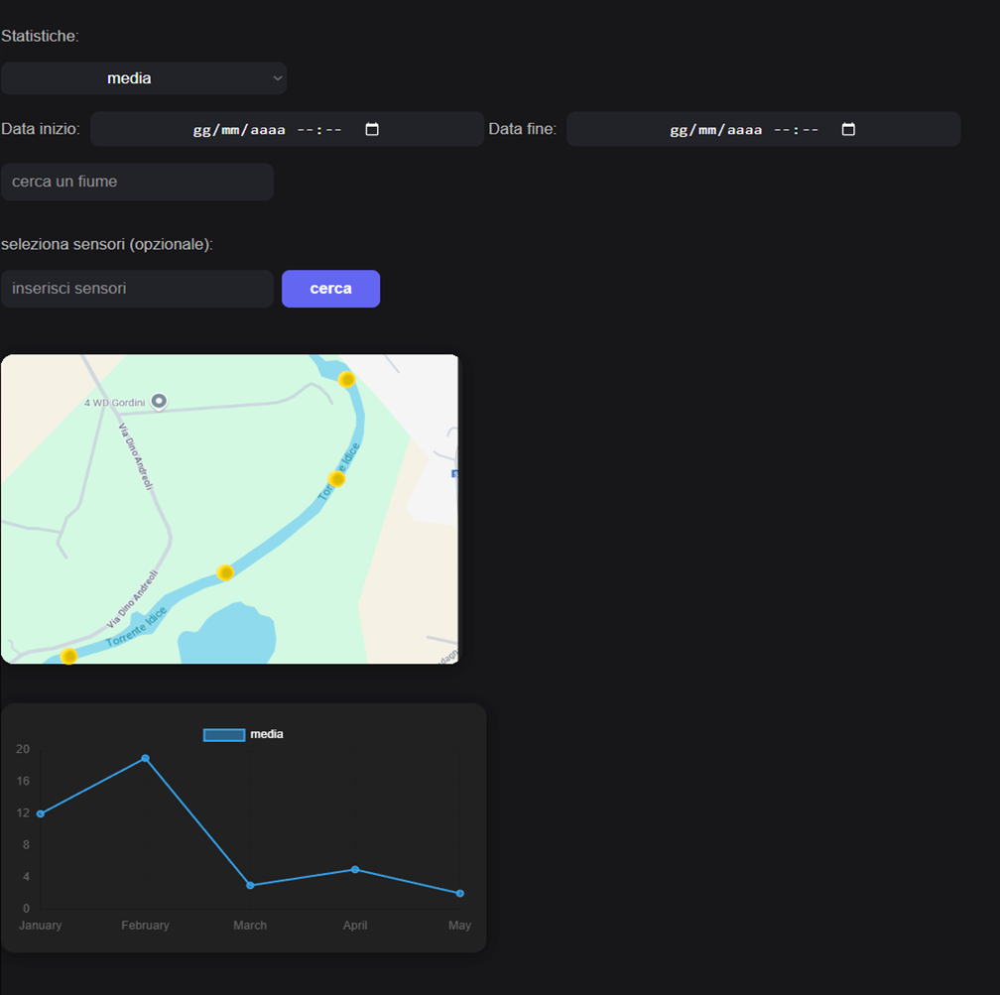 Statistiche:
media
Data inizio: gg/mm/aaaa --:-- Data fine: gg/mm/aaaa --:--
cerca un fiume
seleziona sensori (opzionale):
inserisci sensori cerca
4 WD Gordini
Via Dino Andreoli
Torrente Idice
Via Dino Andreoli
Torrente Idice
media
20
16
12
8
4
0
January February March April May